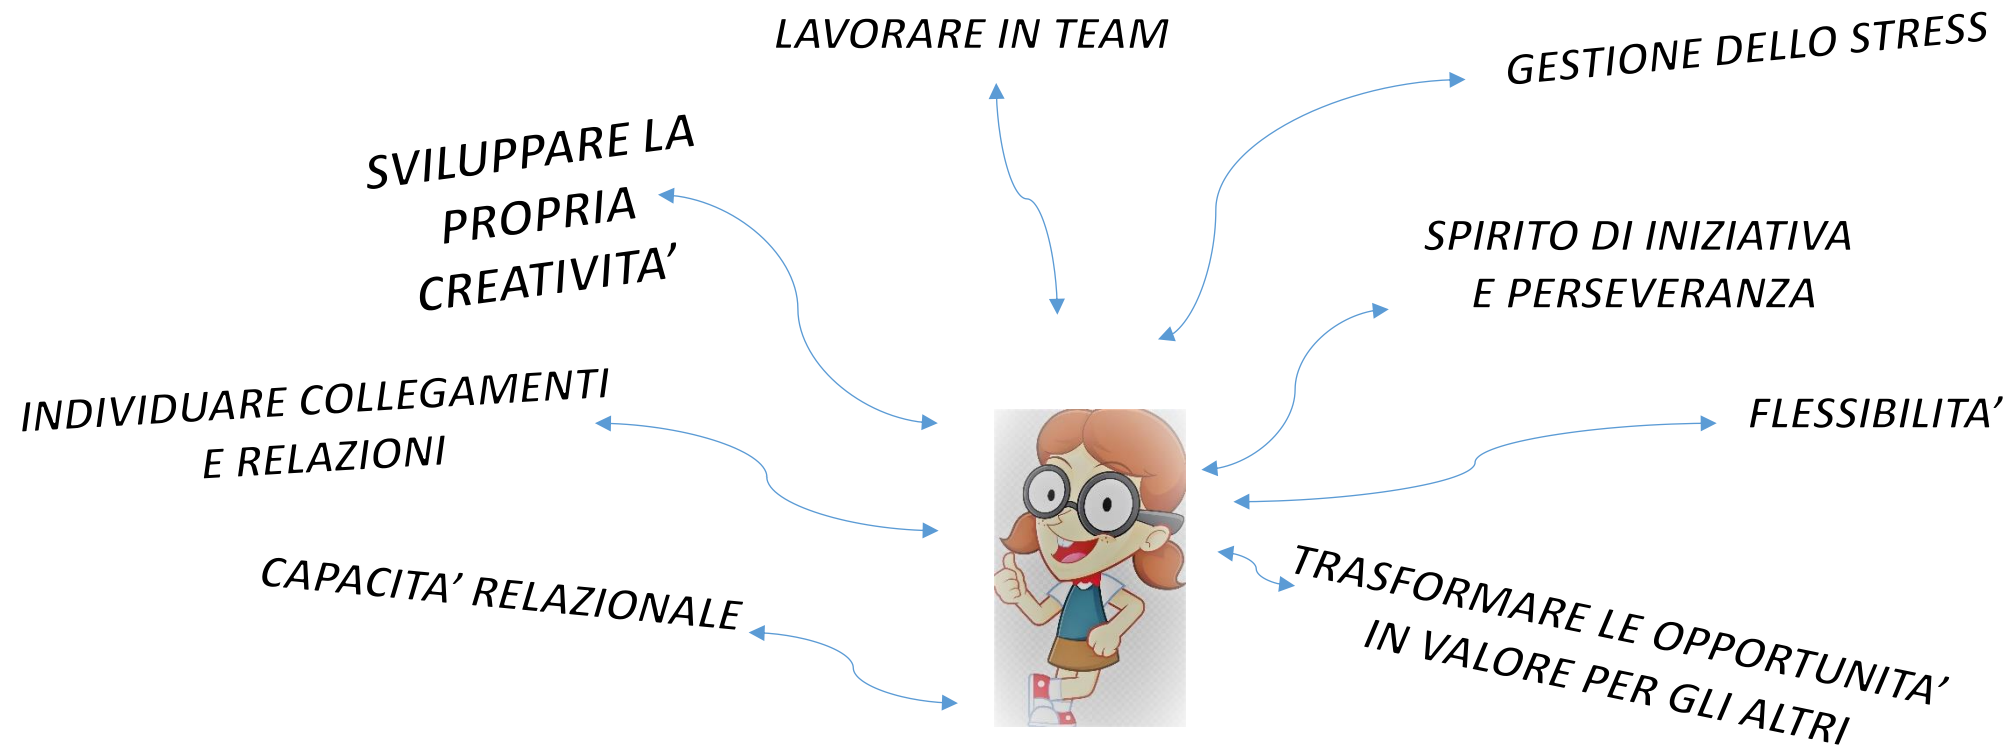 LAVORARE IN TEAM
GESTIONE DELLO STRESS
SVILUPPARE LA
PROPRIA
CREATIVITA’
SPIRITO DI INIZIATIVA
E PERSEVERANZA
INDIVIDUARE COLLEGAMENTI
E RELAZIONI
FLESSIBILITA’
CAPACITA’ RELAZIONALE
TRASFORMARE LE OPPORTUNITA’
IN VALORE PER GLI ALTRI